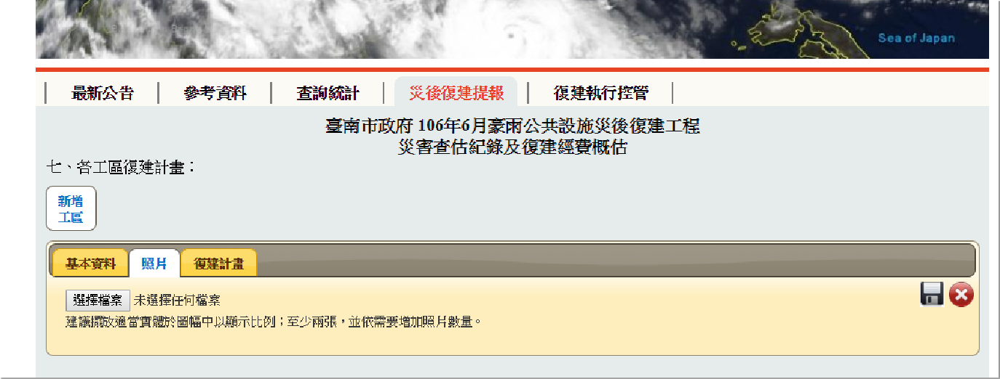 Sea of Japan
最新公告
參考資料
查詢統計
災後復建提報
復建執行控管
臺南市政府 106年6月豪雨公共設施災後復建工程
災害查估紀錄及復建經費概估
七、各工區復建計畫：
新增
工區
基本資料
照片
復建計畫
選擇檔案 未選擇任何檔案
建議擺放適當實體於圖幅中以顯示比例；至少兩張，並依需要增加照片數量。